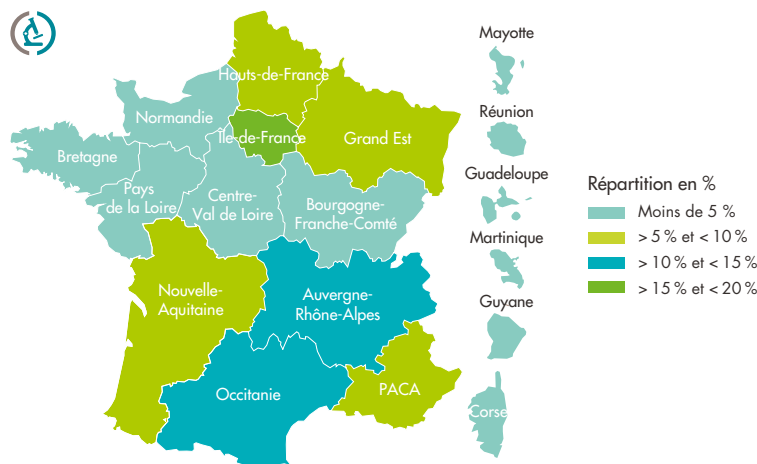 Hauts-de-France
Normandie
Île-de-France
Grand Est
Bretagne
Pays
de la Loire
Centre-
Val de Loire
Bourgogne-
Franche-Comté
Nouvelle-
Aquitaine
Auvergne-
Rhône-Alpes
Occitanie
PACA
Mayotte
Réunion
Guadeloupe
Martinique
Guyane
Corse
Répartition en %
Moins de 5 %
> 5 % et < 10 %
> 10 % et < 15 %
> 15 % et < 20 %